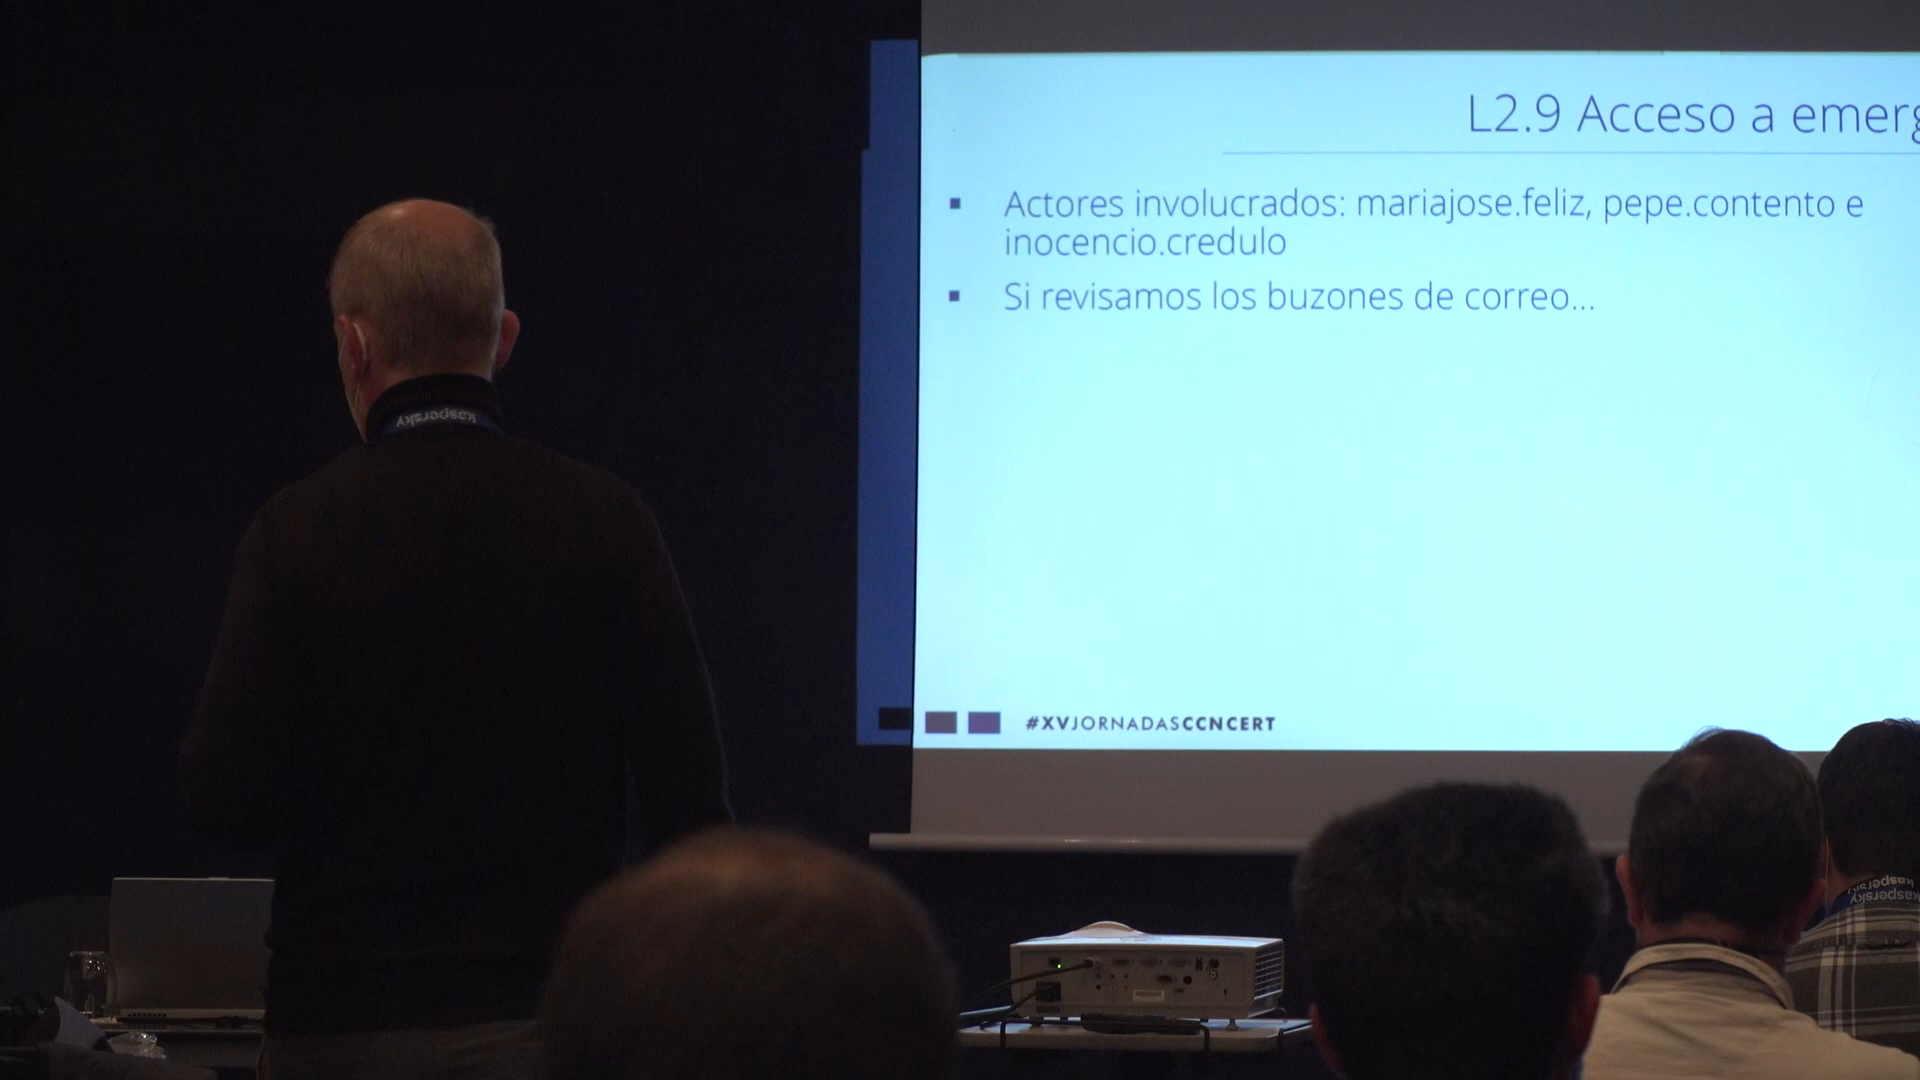 L2.9 Acceso a emerg
Actores involucrados: mariajose.feliz, pepe.contento e
inocencio.credulo
Si revisamos los buzones de correo...
#XVJORNADASCCNCERT
kaspersky
kaspersky
kaspersky